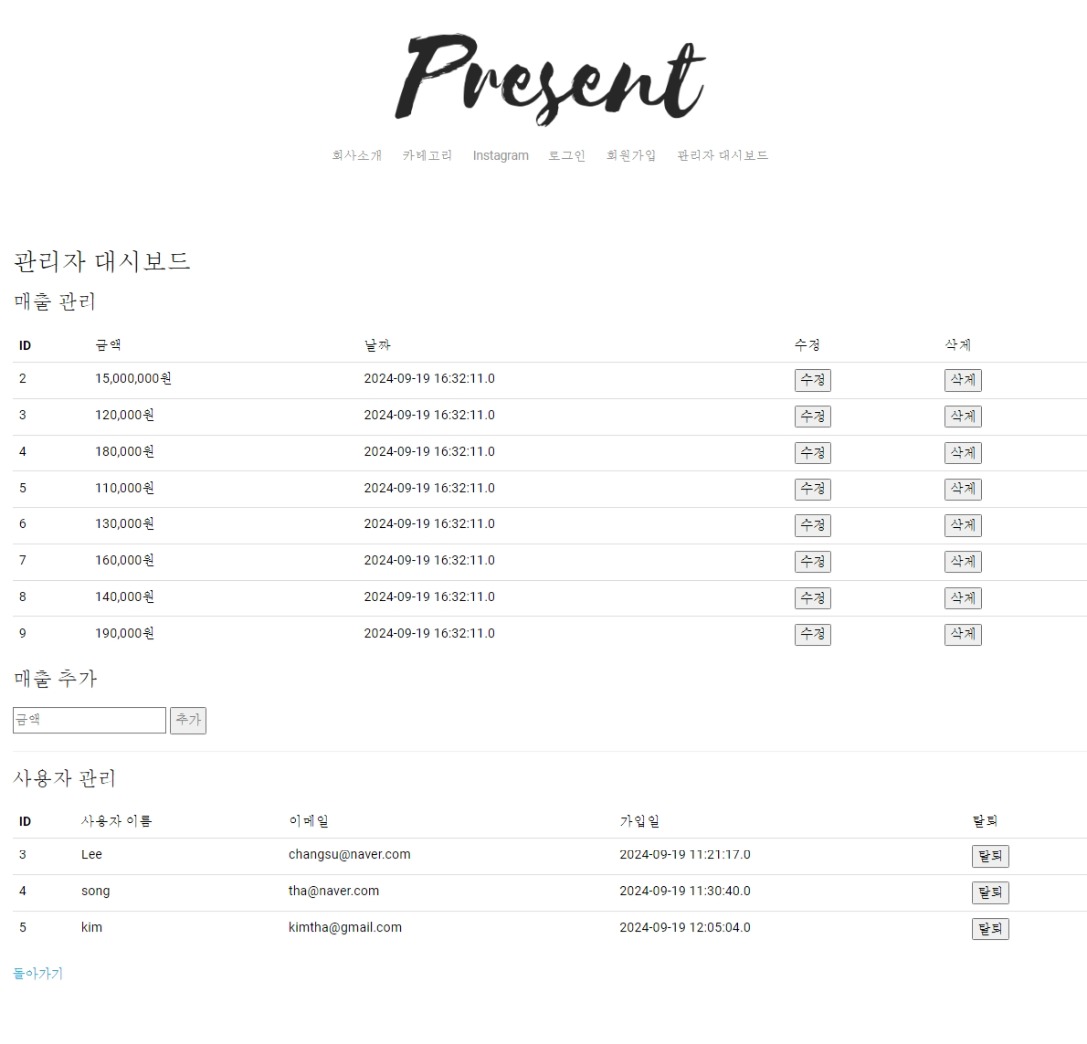 Present
회사소개 카테고리 Instagram 로그인 회원가입 관리자 대시보드
관리자 대시보드
매출 관리
ID 금액 날짜 수정 삭제
2 15,000,000원 2024-09-19 16:32:11.0 수정 삭제
3 120,000원 2024-09-19 16:32:11.0 수정 삭제
4 180,000원 2024-09-19 16:32:11.0 수정 삭제
5 110,000원 2024-09-19 16:32:11.0 수정 삭제
6 130,000원 2024-09-19 16:32:11.0 수정 삭제
7 160,000원 2024-09-19 16:32:11.0 수정 삭제
8 140,000원 2024-09-19 16:32:11.0 수정 삭제
9 190,000원 2024-09-19 16:32:11.0 수정 삭제
매출 추가
금액 추가
사용자 관리
ID 사용자 이름 이메일 가입일 탈퇴
3 Lee changsu@naver.com 2024-09-19 11:21:17.0 탈퇴
4 song tha@naver.com 2024-09-19 11:30:40.0 탈퇴
5 kim kimtha@gmail.com 2024-09-19 12:05:04.0 탈퇴
돌아가기